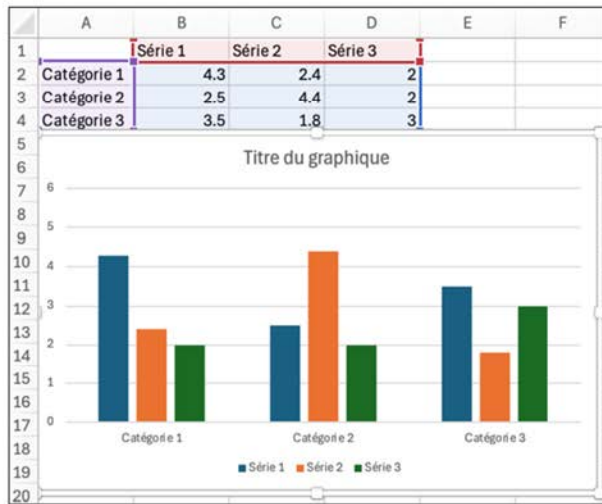 A B C D E F
1 Série 1 Série 2 Série 3
2 Catégorie 1 4.3 2.4 2
3 Catégorie 2 2.5 4.4 2
4 Catégorie 3 3.5 1.8 3
5
Titre du graphique
6
7
8
9
10
11
12
13
14
15
16
17
18
19
20
6
5
4
3
2
1
0
Catégorie 1 Catégorie 2 Catégorie 3
Série 1 Série 2 Série 3